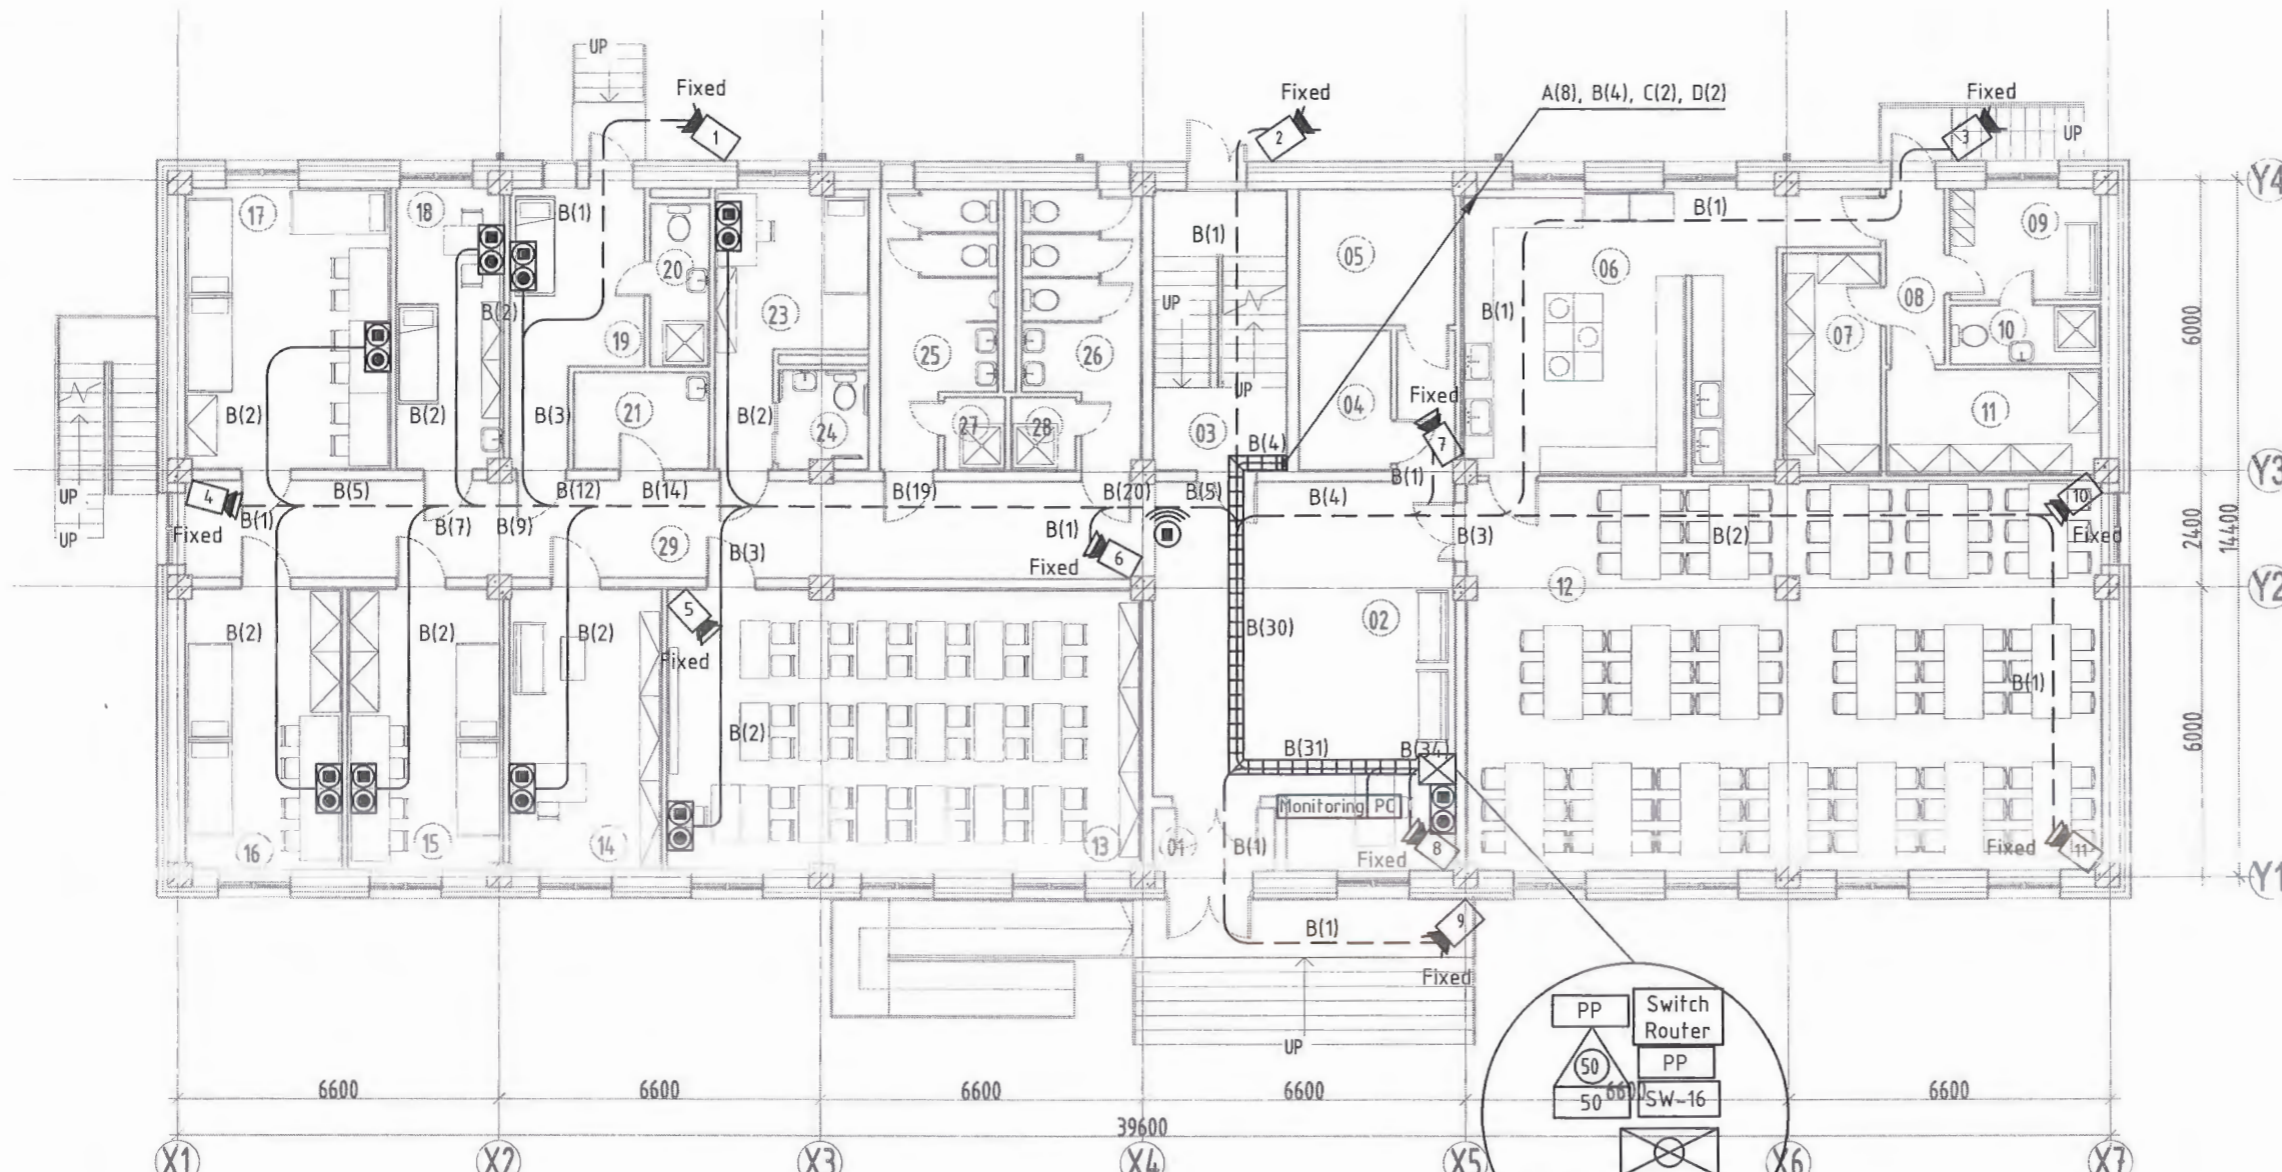 UP
Fixed
1
Fixed
2
A(8), B(4), C(2), D(2)
Fixed
3
UP
Y4
17
18
B(1)
20
B(2)
19
23
25
26
B(1)
UP
UP
05
06
B(1)
B(1)
09
08
07
10
11
6000
B(2)
B(2)
B(3)
21
B(2)
24
27
28
03
B(4)
04
Fixed
7
Y3
UP
UP
4
Fixed
B(1)
B(5)
B(7)
B(9)
B(12)
B(14)
B(19)
B(20)
B(5)
B(1)
B(4)
B(1)
B(3)
B(2)
10
Fixed
2400
14400
29
B(3)
Fixed
6
Y2
B(2)
B(2)
B(2)
5
Fixed
B(2)
B(30)
02
12
B(1)
6000
B(31)
B(34)
Monitoring PC
16
15
14
13
01
B(1)
Fixed
8
Fixed
11
Y1
B(1)
9
Fixed
UP
PP
Switch
Router
50
PP
50
SW-16
6600
6600
6600
6600
6600
6600
39600
X1
X2
X3
X4
X5
X6
X7